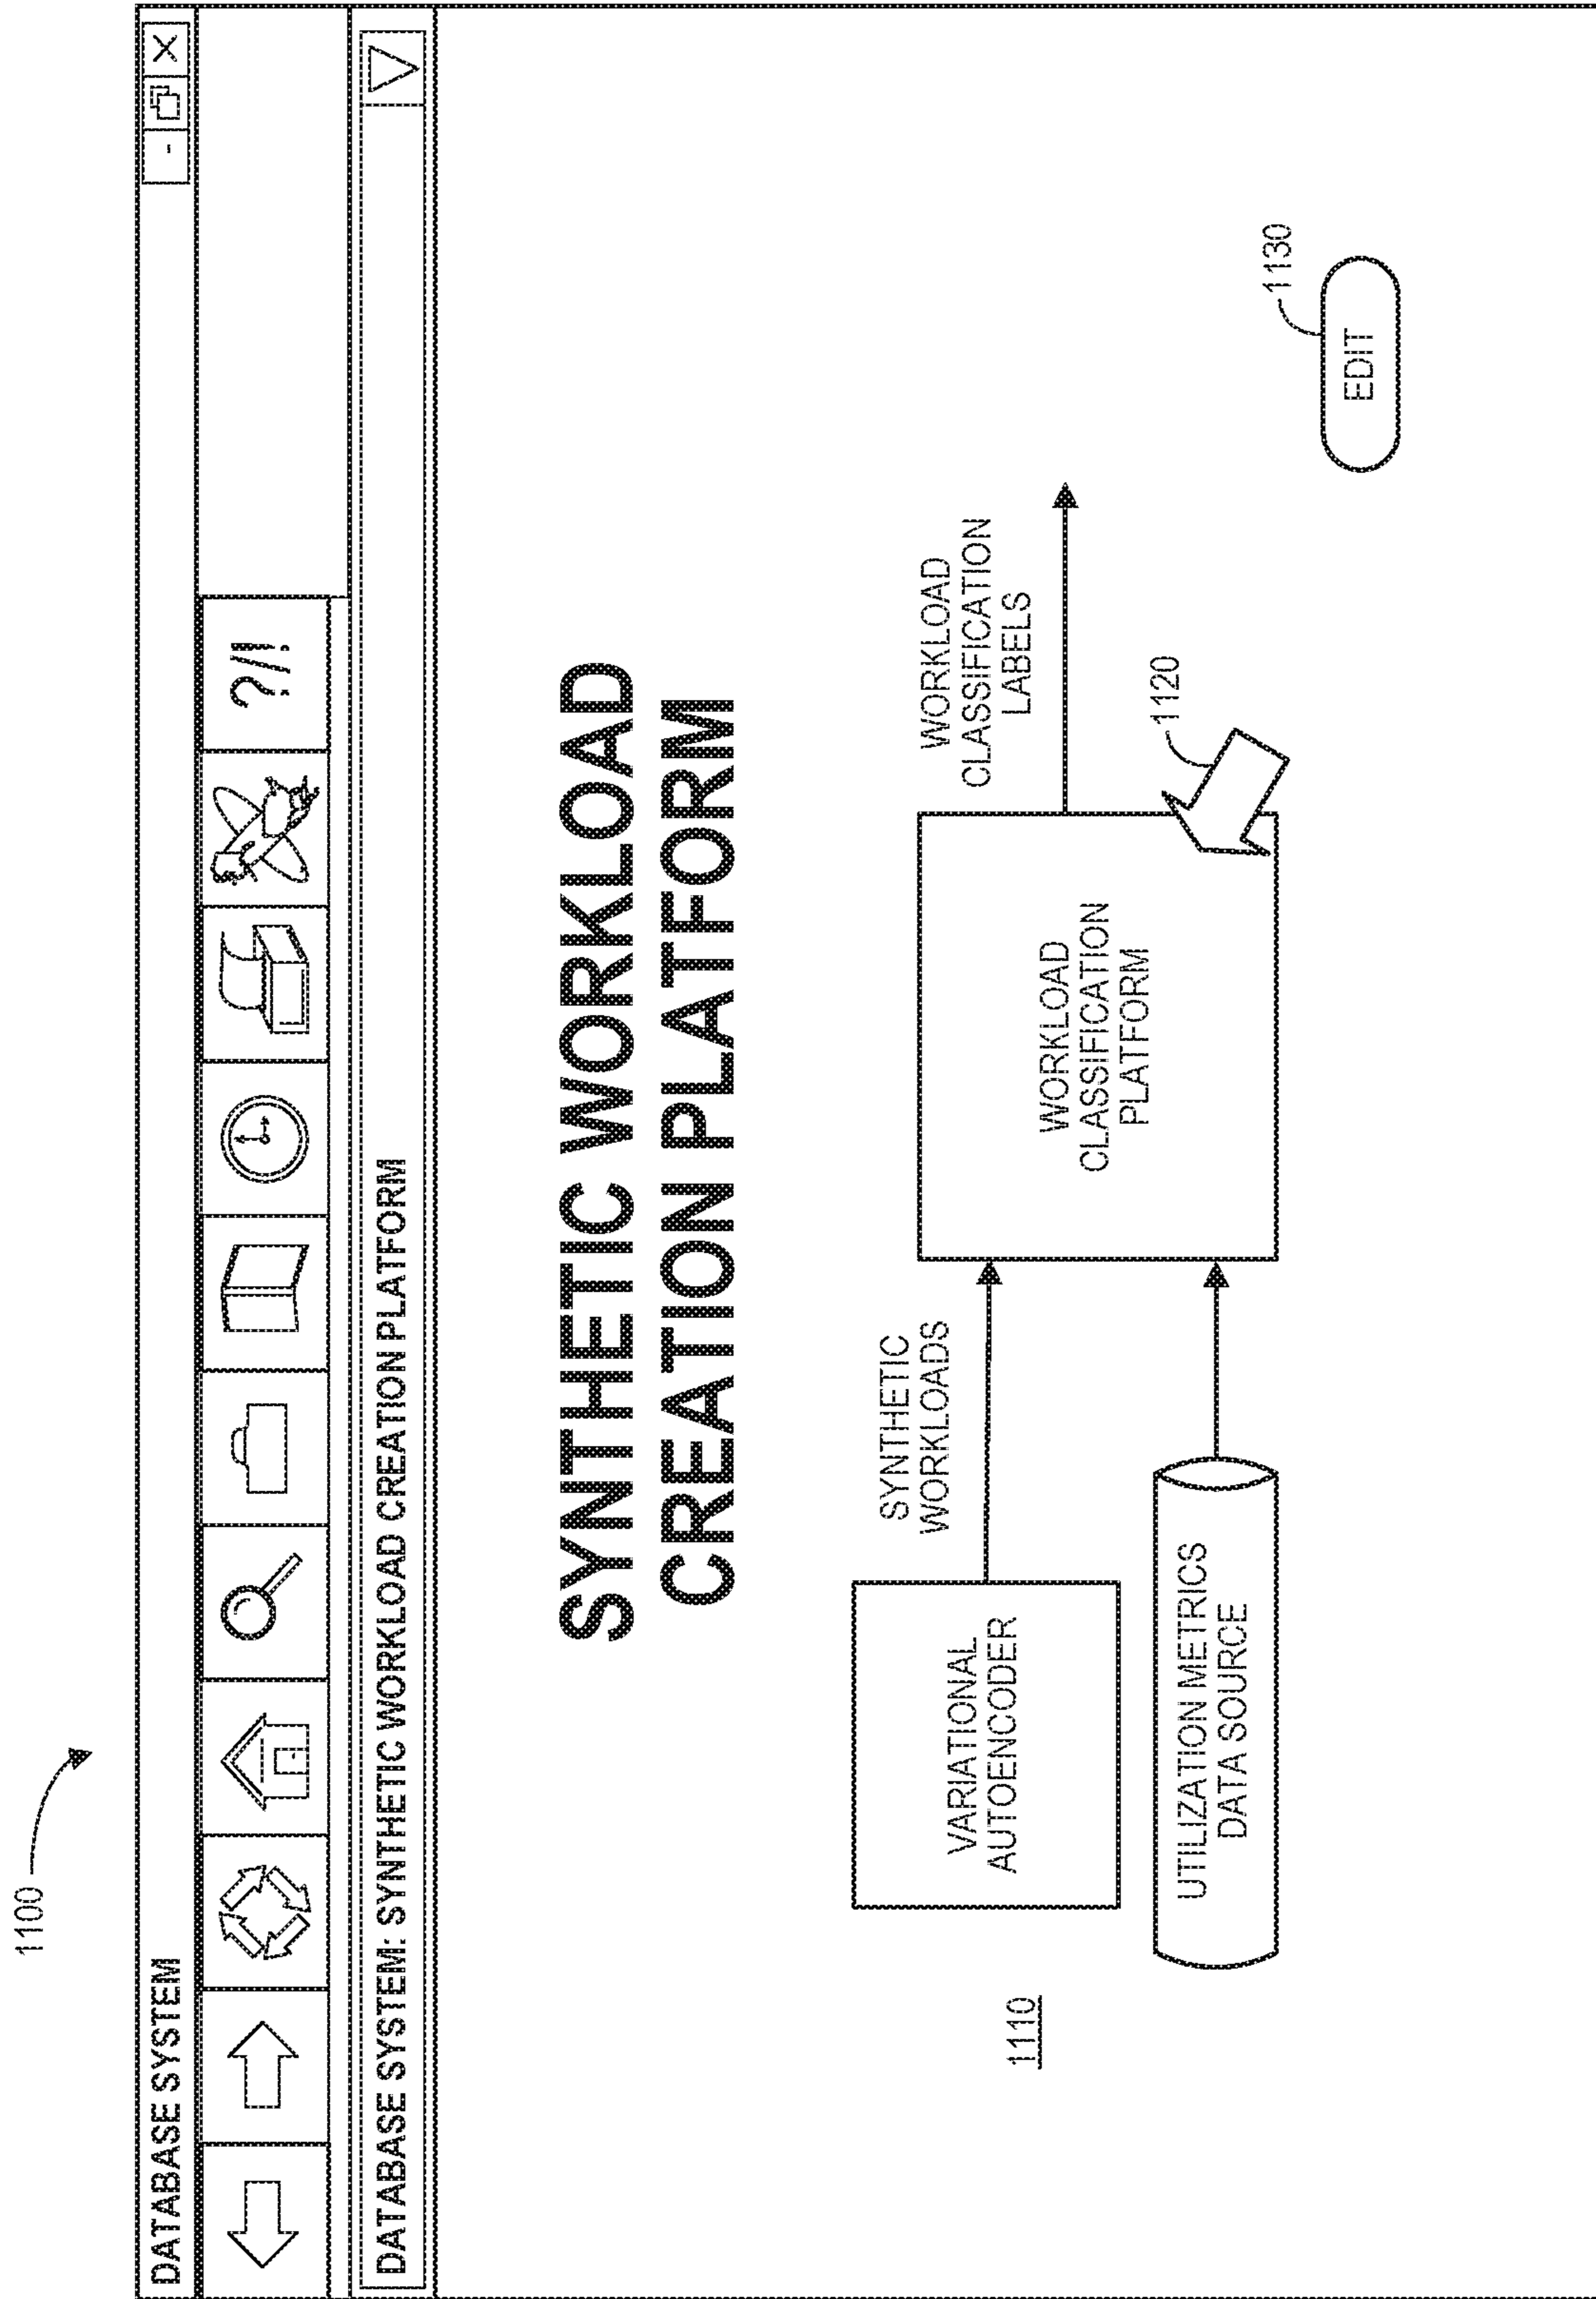 1100
DATABASE SYSTEM
-
X
?/!
DATABASE SYSTEM: SYNTHETIC WORKLOAD CREATION PLATFORM
SYNTHETIC WORKLOAD
CREATION PLATFORM
1110
VARIATIONAL
AUTOENCODER
SYNTHETIC
WORKLOADS
UTILIZATION METRICS
DATA SOURCE
WORKLOAD
CLASSIFICATION
PLATFORM
WORKLOAD
CLASSIFICATION
LABELS
1120
1130
EDIT